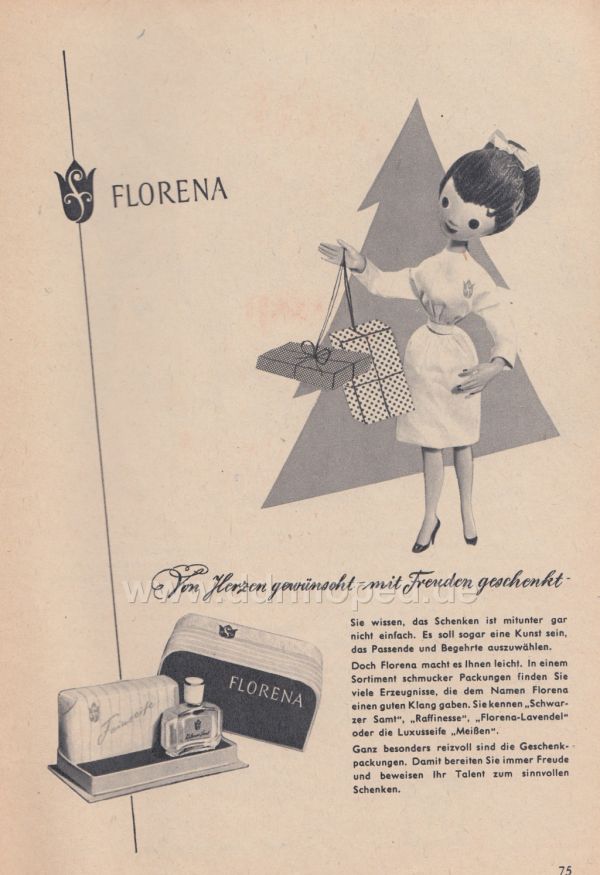 FLORENA
Von Herzen gewünscht - mit Freuden geschenkt -
Sie wissen, das Schenken ist mitunter gar
nicht einfach. Es soll sogar eine Kunst sein,
das Passende und Begehrte auszuwählen.
Doch Florena macht es Ihnen leicht. In einem
Sortiment schmucker Packungen finden Sie
viele Erzeugnisse, die dem Namen Florena
einen guten Klang gaben. Sie kennen „Schwar-
zer Samt“, „Raffinesse“, „Florena-Lavendel“
oder die Luxusseife „Meißen“.
Ganz besonders reizvoll sind die Geschenk-
packungen. Damit bereiten Sie immer Freude
und beweisen Ihr Talent zum sinnvollen
Schenken.
FLORENA
Feinseife
75